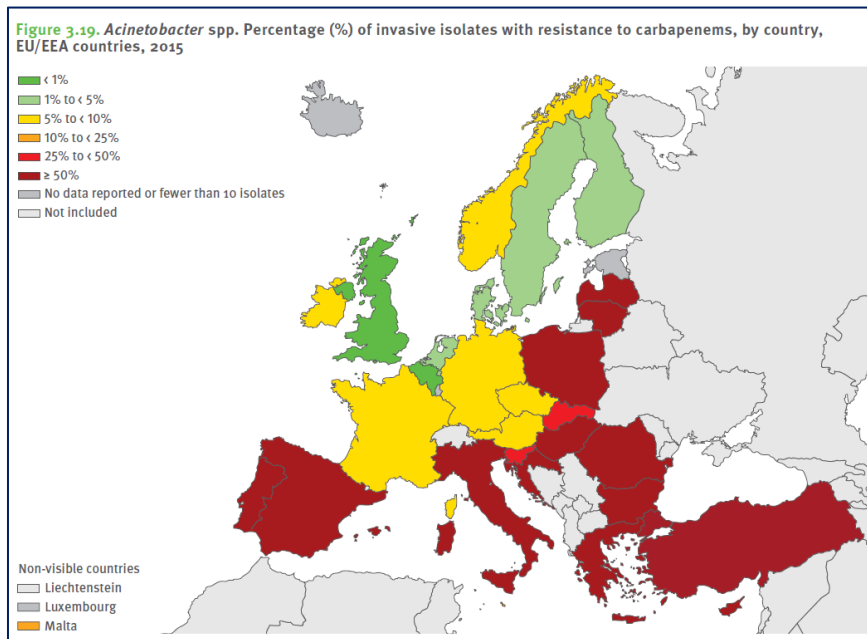 Figure 3.19. Acinetobacter spp. Percentage (%) of invasive isolates with resistance to carbapenems, by country,
EU/EEA countries, 2015
< 1%
1% to < 5%
5% to < 10%
10% to < 25%
25% to < 50%
≥ 50%
No data reported or fewer than 10 isolates
Not included
Non-visible countries
Liechtenstein
Luxembourg
Malta